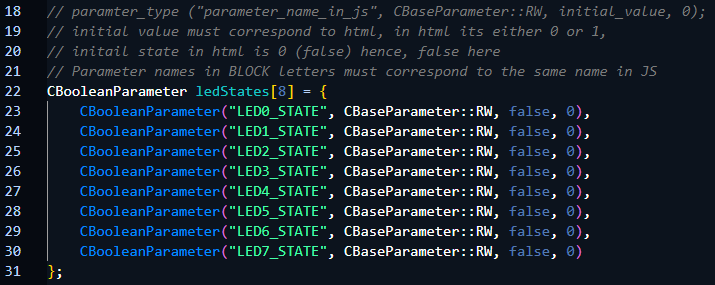 18 // paramter_type ("parameter_name_in_js", CBaseParameter::RW, initial_value, 0);
19 // initial value must correspond to html, in html its either 0 or 1,
20 // initail state in html is 0 (false) hence, false here
21 // Parameter names in BLOCK letters must correspond to the same name in JS
22 CBooleanParameter ledStates[8] = {
23 CBooleanParameter("LED0_STATE", CBaseParameter::RW, false, 0),
24 CBooleanParameter("LED1_STATE", CBaseParameter::RW, false, 0),
25 CBooleanParameter("LED2_STATE", CBaseParameter::RW, false, 0),
26 CBooleanParameter("LED3_STATE", CBaseParameter::RW, false, 0),
27 CBooleanParameter("LED4_STATE", CBaseParameter::RW, false, 0),
28 CBooleanParameter("LED5_STATE", CBaseParameter::RW, false, 0),
29 CBooleanParameter("LED6_STATE", CBaseParameter::RW, false, 0),
30 CBooleanParameter("LED7_STATE", CBaseParameter::RW, false, 0)
31 };